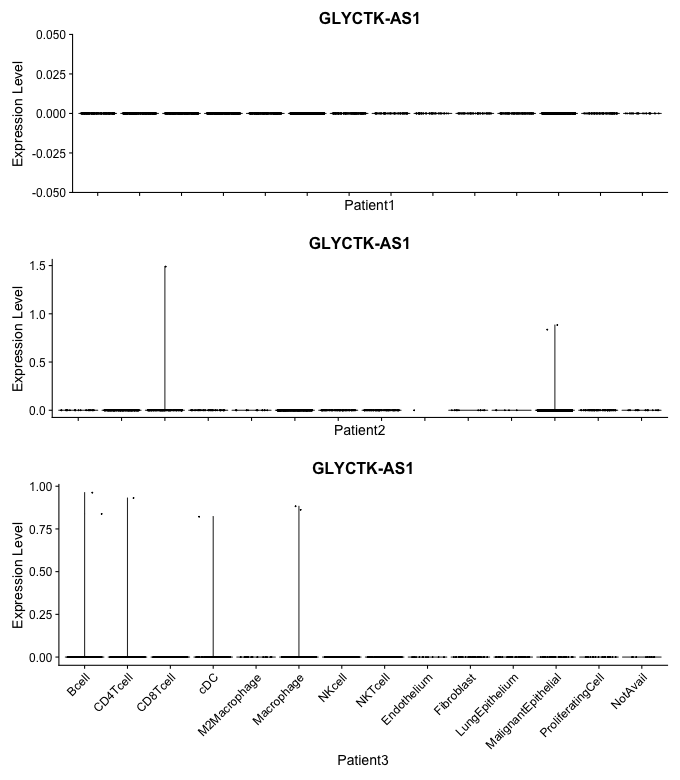 GLYCTK-AS1
0.050
0.025
0.000
-0.025
-0.050
Expression Level
Patient1
GLYCTK-AS1
1.5
1.0
0.5
0.0
Expression Level
Patient2
GLYCTK-AS1
1.00
0.75
0.50
0.25
0.00
Expression Level
Bcell
CD4Tcell
CD8Tcell
cDC
M2Macrophage
Macrophage
NKcell
NKTcell
Endothelium
Fibroblast
LungEpithelium
MalignantEpithelial
ProliferatingCell
NotAvail
Patient3